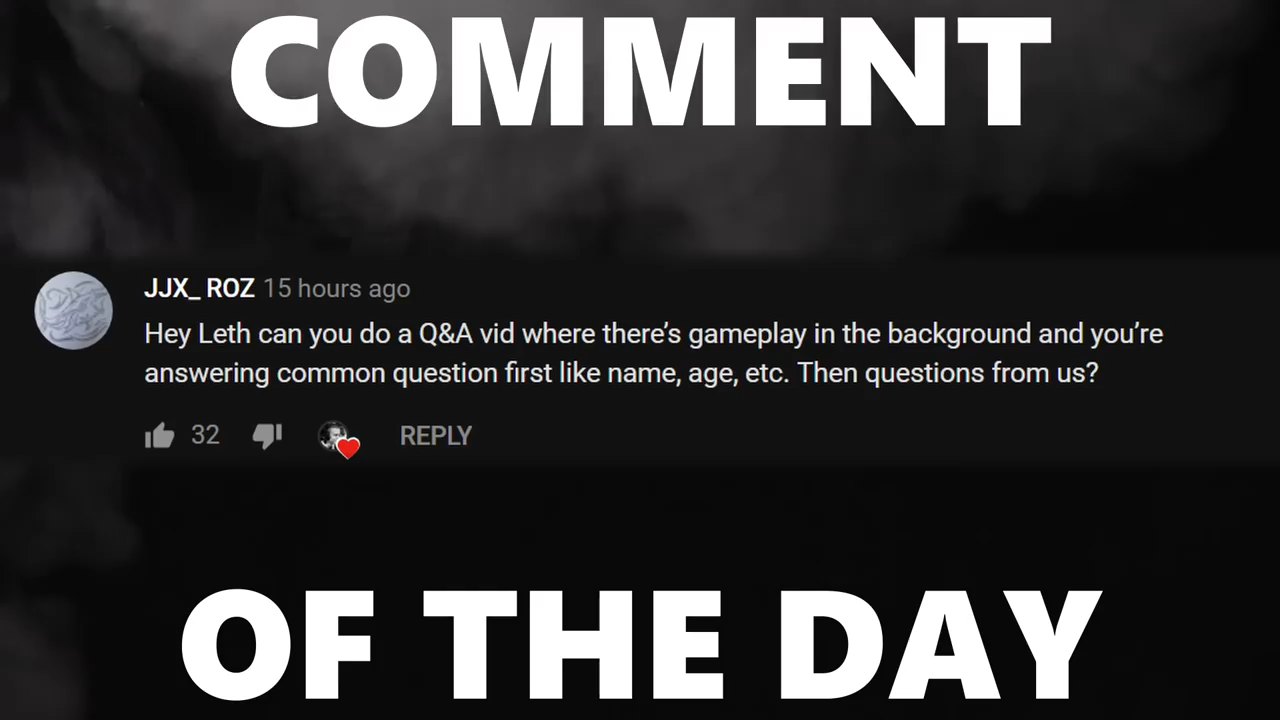 COMMENT
JJX_ ROZ 15 hours ago
Hey Leth can you do a Q&A vid where there’s gameplay in the background and you’re
answering common question first like name, age, etc. Then questions from us?
32 REPLY
OF THE DAY